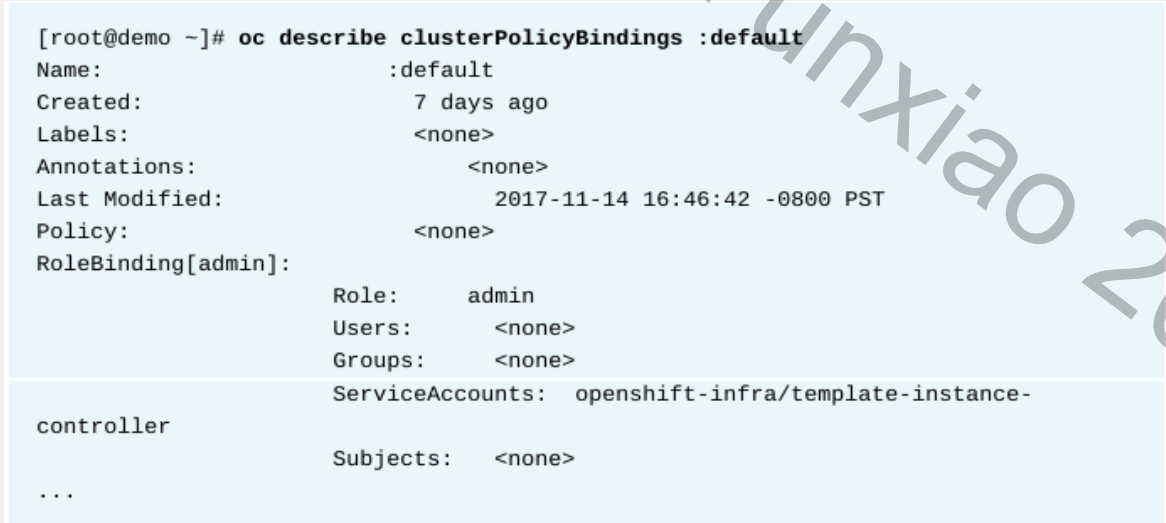 [root@demo ~]# oc describe clusterPolicyBindings :default
Name: :default
Created: 7 days ago
Labels: <none>
Annotations: <none>
Last Modified: 2017-11-14 16:46:42 -0800 PST
Policy: <none>
RoleBinding[admin]:
Role: admin
Users: <none>
Groups: <none>
ServiceAccounts: openshift-infra/template-instance-
controller
Subjects: <none>
...